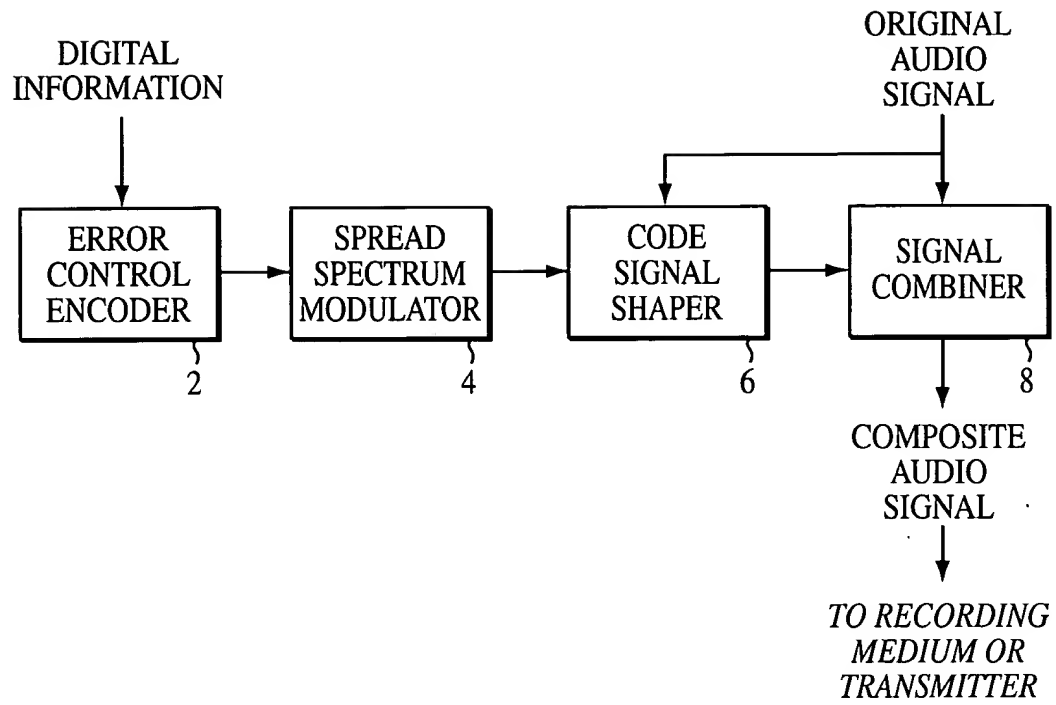 DIGITAL
INFORMATION
ORIGINAL
AUDIO
SIGNAL
ERROR
CONTROL
ENCODER
SPREAD
SPECTRUM
MODULATOR
CODE
SIGNAL
SHAPER
SIGNAL
COMBINER
2
4
6
8
COMPOSITE
AUDIO
SIGNAL
TO RECORDING
MEDIUM OR
TRANSMITTER